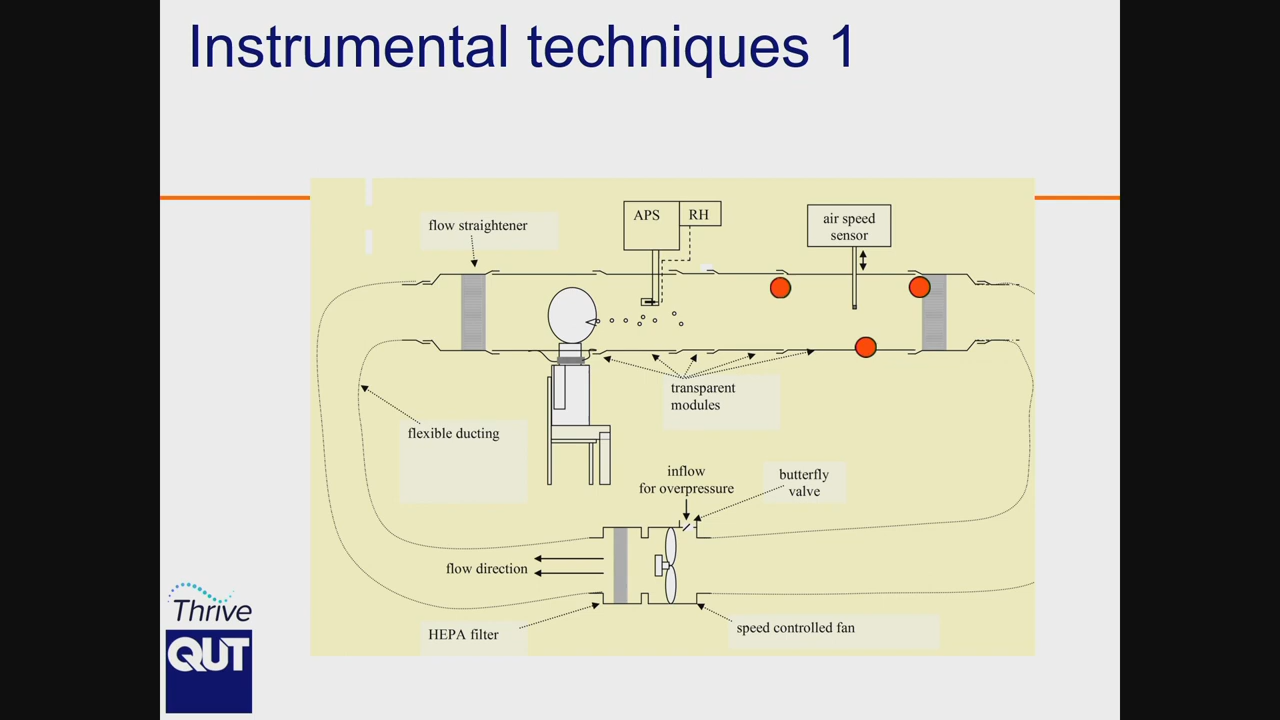 Instrumental techniques 1
APS
RH
air speed
sensor
flow straightener
transparent
modules
flexible ducting
inflow
for overpressure
butterfly
valve
flow direction
HEPA filter
speed controlled fan
Thrive
QUT